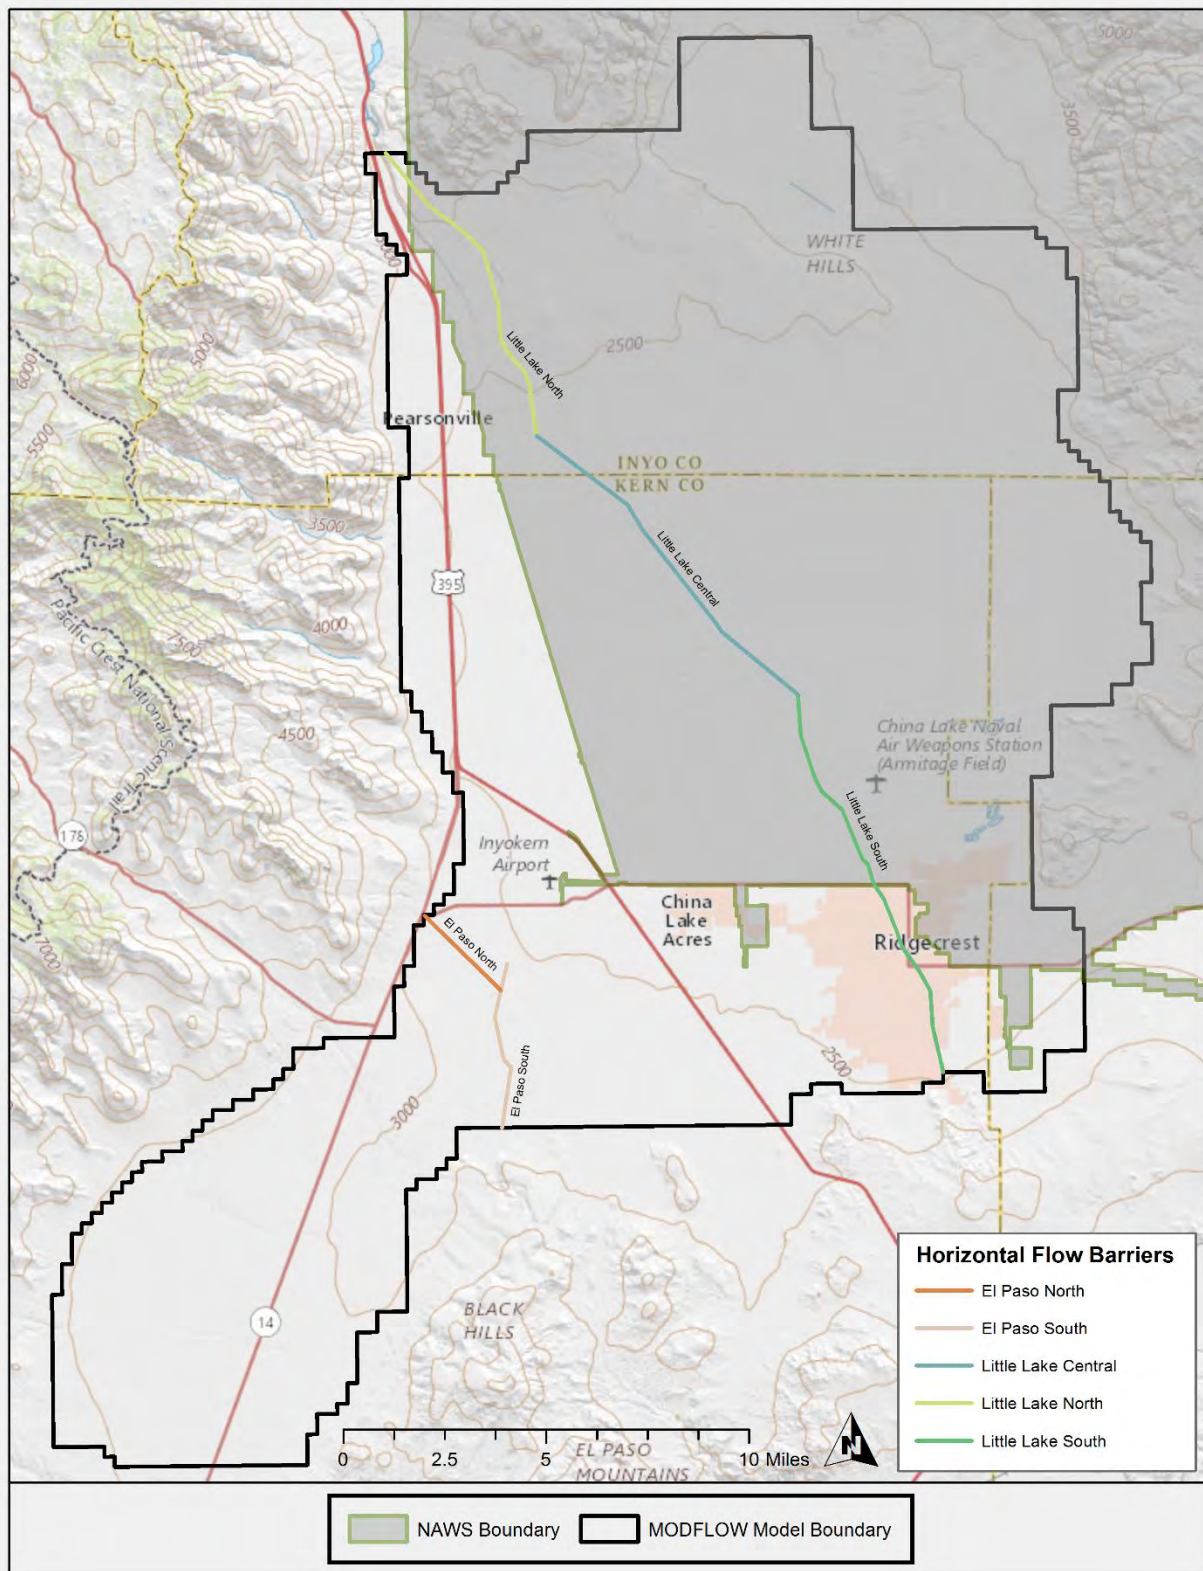 5000
3500
WHITE
HILLS
5000
2500
Little Lake North
5000
6000
Pearsonville
5500
INYO CO
KERN CO
3500
Little Lake Central
395
Pacific Crest National Scenic Trail
7500
4000
4500
China Lake Naval
Air Weapons Station
(Armitage Field)
178
Little Lake South
Inyokern
Airport
China
Lake
Acres
Ridgecrest
7000
El Paso North
2500
El Paso South
3000
Horizontal Flow Barriers
El Paso North
El Paso South
Little Lake Central
Little Lake North
Little Lake South
BLACK
HILLS
14
0 2.5 5 10 Miles
N
EL PASO
MOUNTAINS
NAWS Boundary
MODFLOW Model Boundary